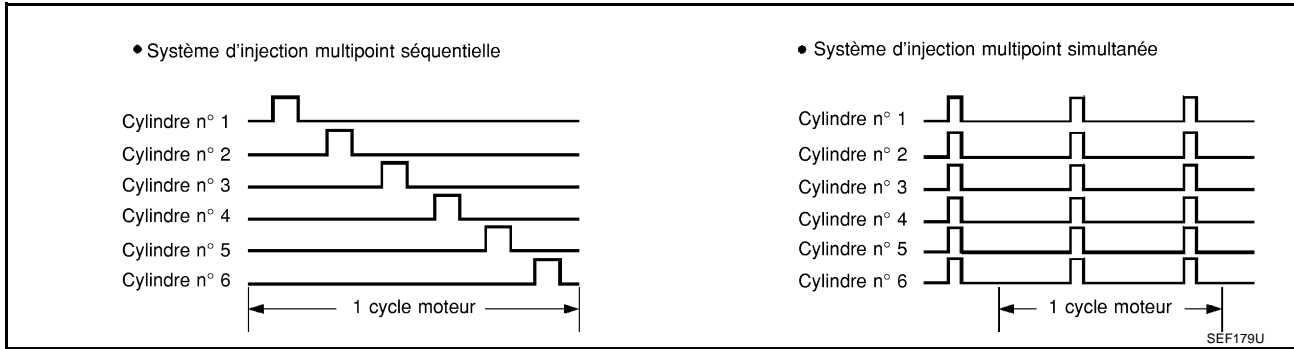 ● Système d'injection multipoint séquentielle
Cylindre n° 1
Cylindre n° 2
Cylindre n° 3
Cylindre n° 4
Cylindre n° 5
Cylindre n° 6
1 cycle moteur
● Système d'injection multipoint simultanée
Cylindre n° 1
Cylindre n° 2
Cylindre n° 3
Cylindre n° 4
Cylindre n° 5
Cylindre n° 6
1 cycle moteur
SEF179U